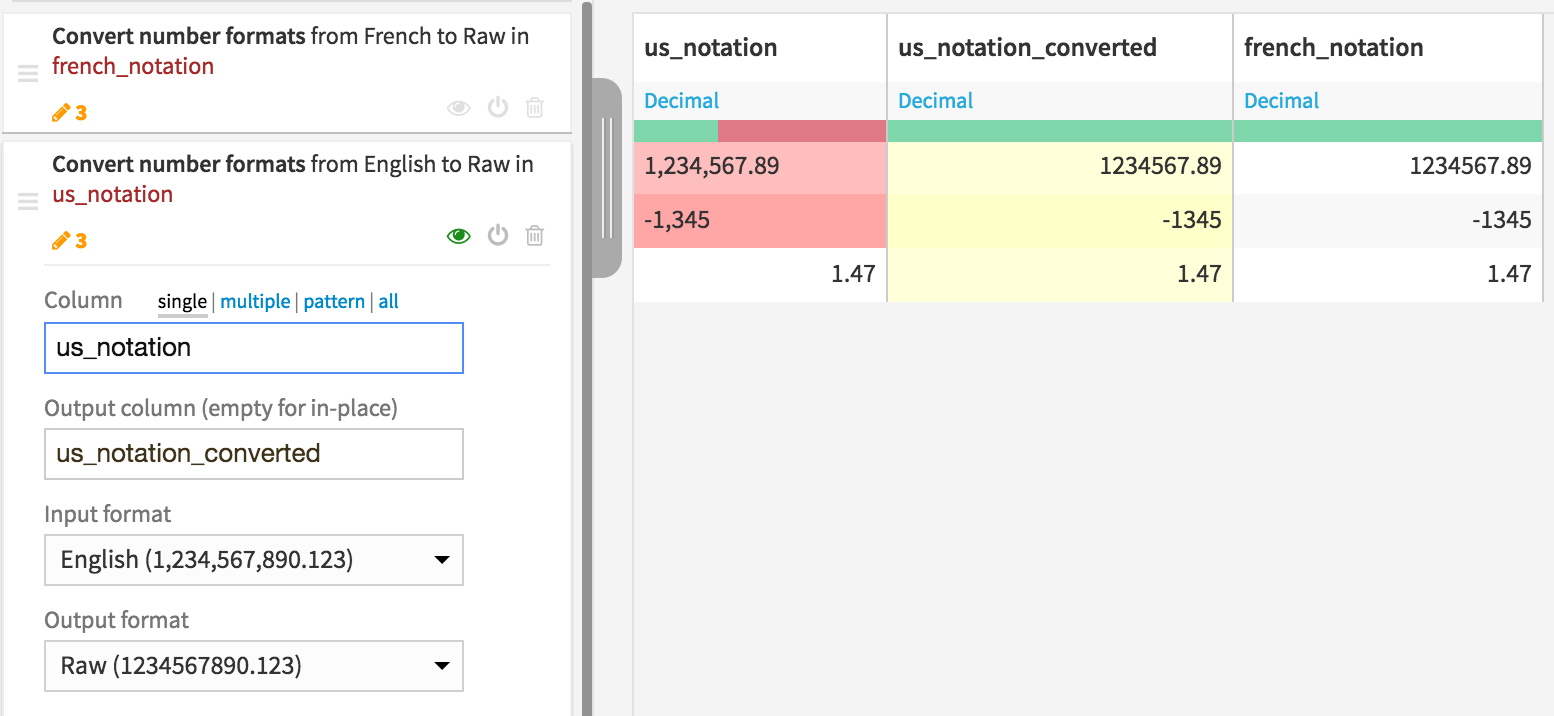 Convert number formats from French to Raw in
french_notation
3
Convert number formats from English to Raw in
us_notation
3
Column single | multiple | pattern | all
us_notation
Output column (empty for in-place)
us_notation_converted
Input format
English (1,234,567,890.123)
Output format
Raw (1234567890.123)
us_notation us_notation_converted french_notation
Decimal Decimal Decimal
1,234,567.89 1234567.89 1234567.89
-1,345 -1345 -1345
1.47 1.47 1.47